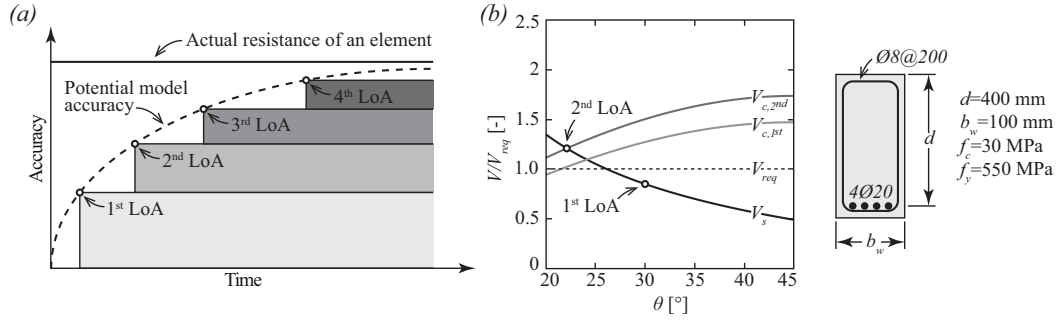 (a)
Actual resistance of an element
Potential model
accuracy
4th LoA
3rd LoA
2nd LoA
1st LoA
Accuracy
Time
(b)
2.5
2.0
1.5
1.0
0.5
0
20
25
30
35
40
45
V/Vreq [-]
θ [°]
2nd LoA
1st LoA
Vc,2nd
Vc,1st
Vreq
Vs
Ø8@200
d
4Ø20
bw
d=400 mm
bw=100 mm
fc=30 MPa
fy=550 MPa